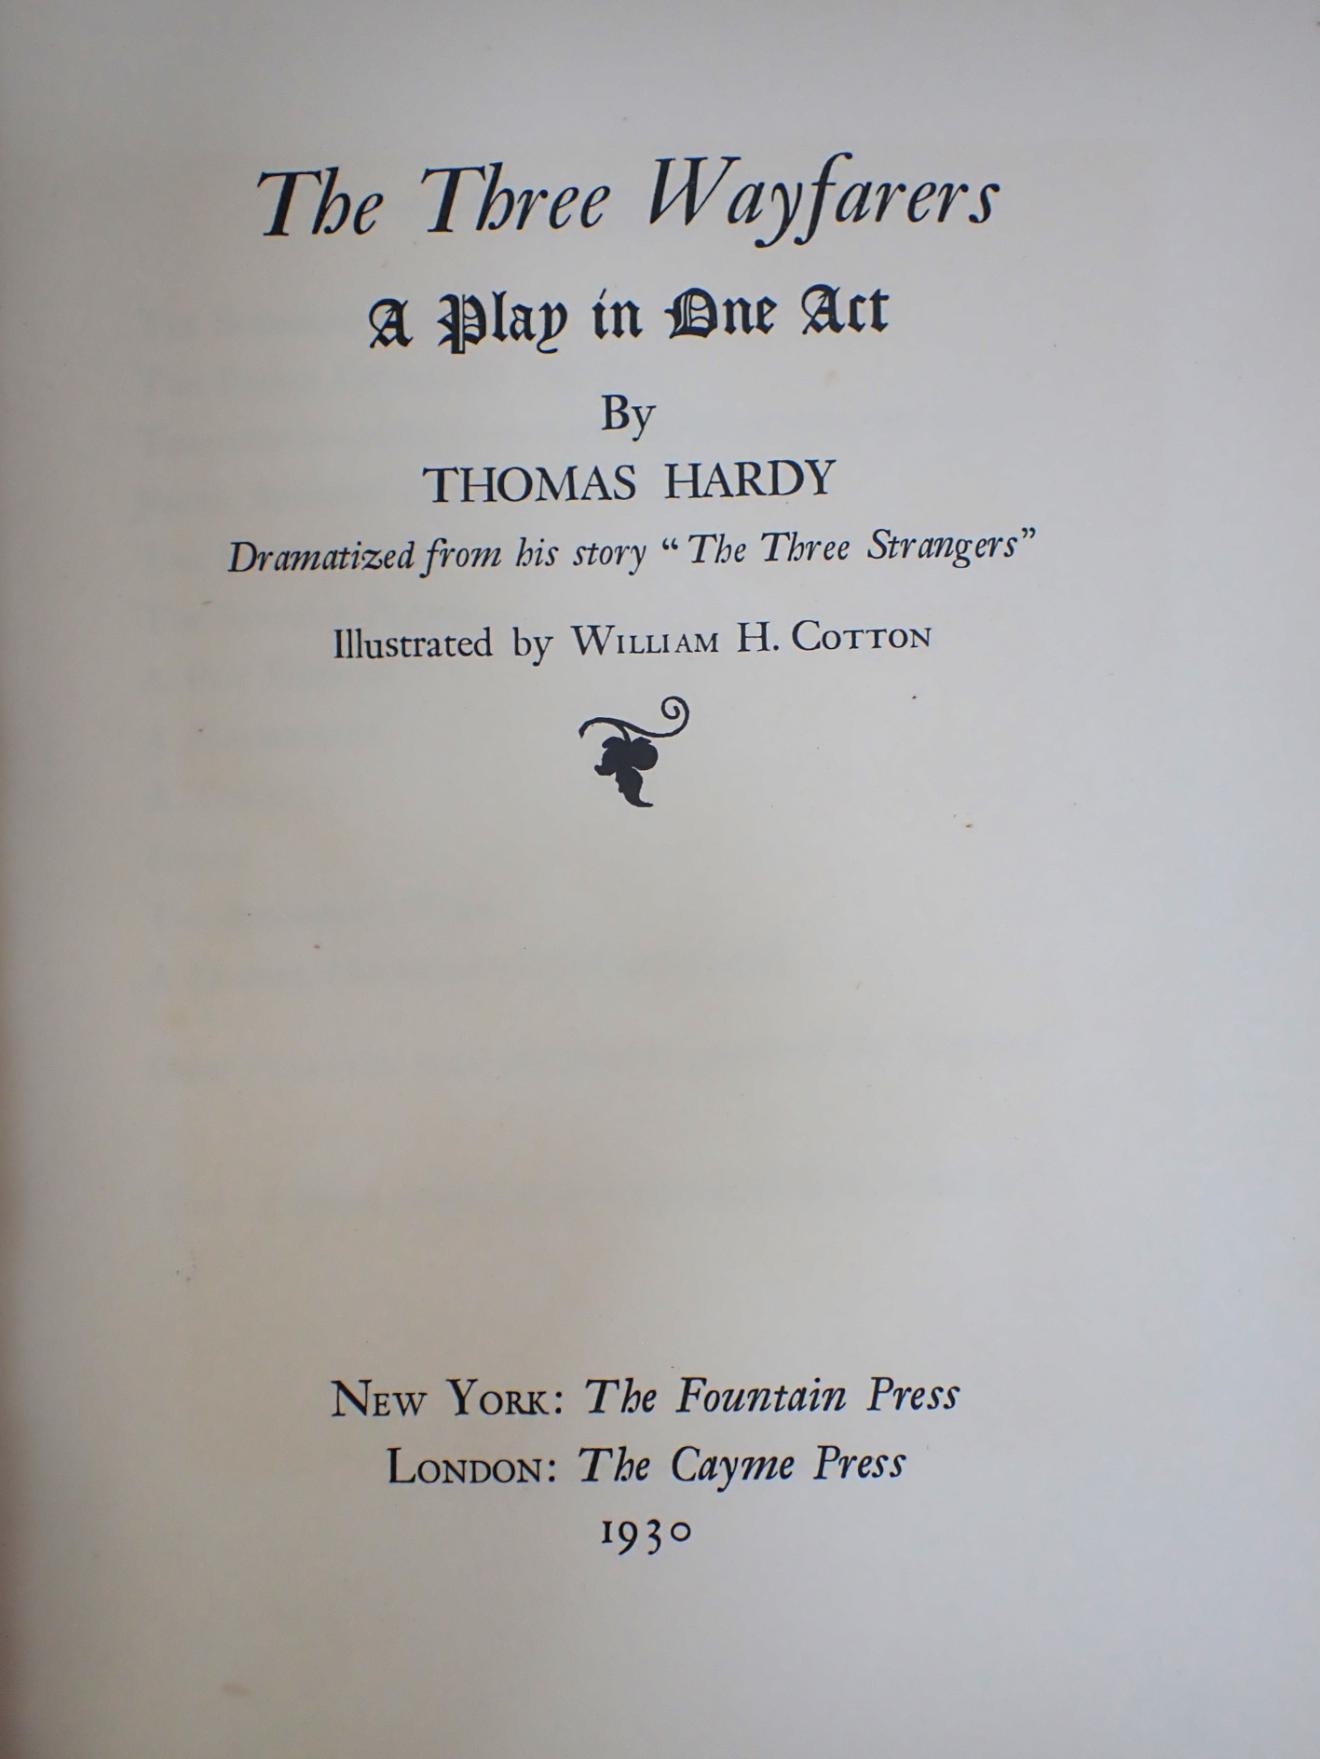 The Three Wayfarers
A Play in One Act
By
THOMAS HARDY
Dramatized from his story “The Three Strangers”
Illustrated by WILLIAM H. COTTON
NEW YORK: The Fountain Press
LONDON: The Cayme Press
1930